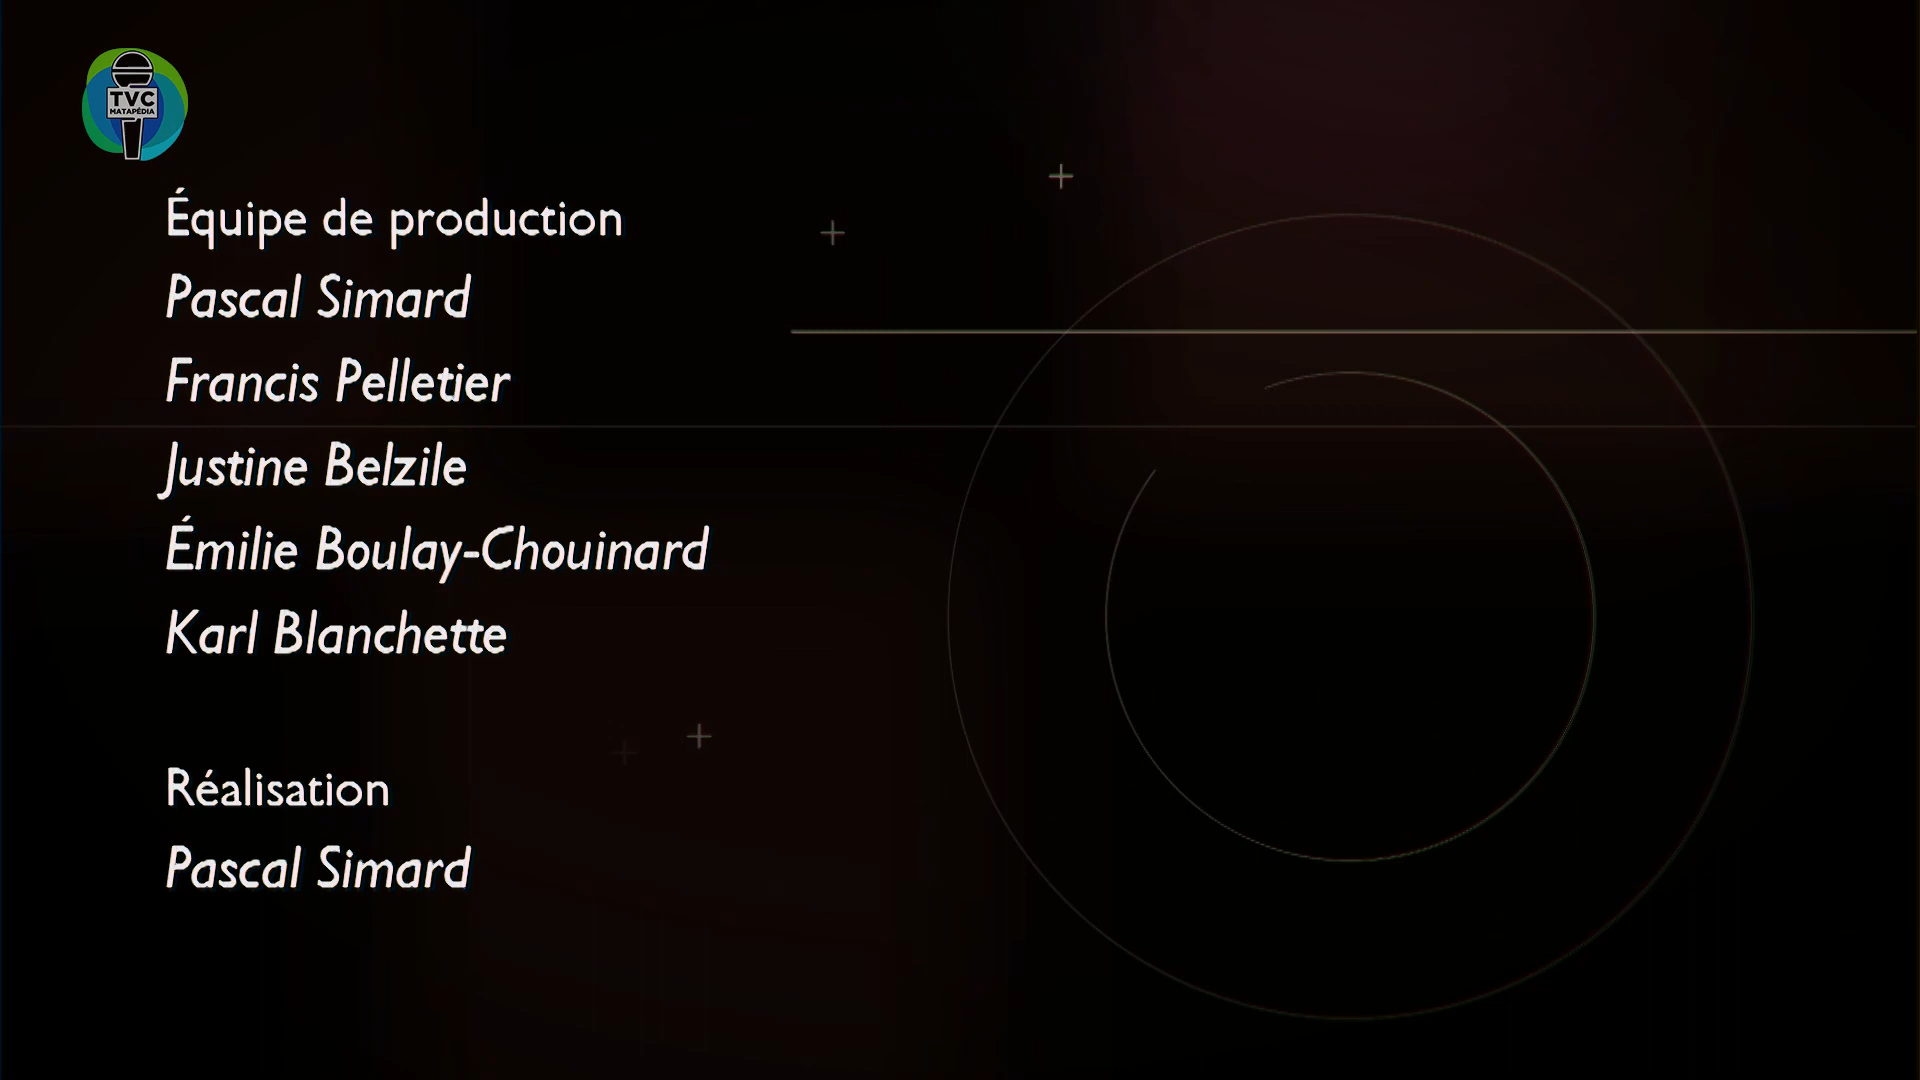 TVC
MATAPÉDIA
Équipe de production
Pascal Simard
Francis Pelletier
Justine Belzile
Émilie Boulay-Chouinard
Karl Blanchette
Réalisation
Pascal Simard